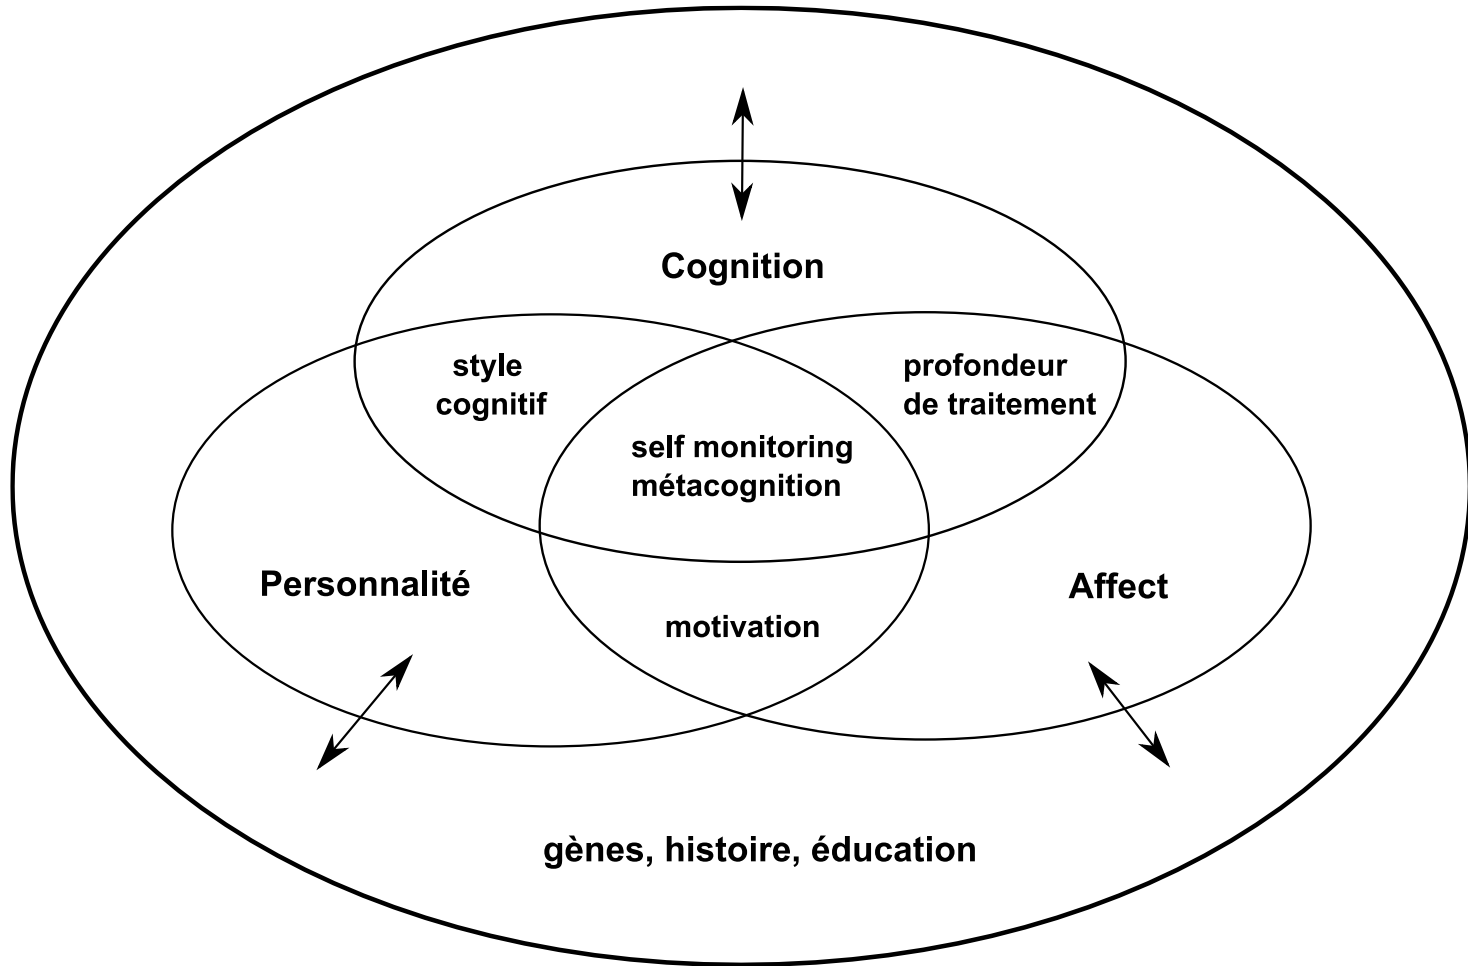 Cognition
style
cognitif
profondeur
de traitement
self monitoring
métacognition
Personnalité
Affect
motivation
gènes, histoire, éducation